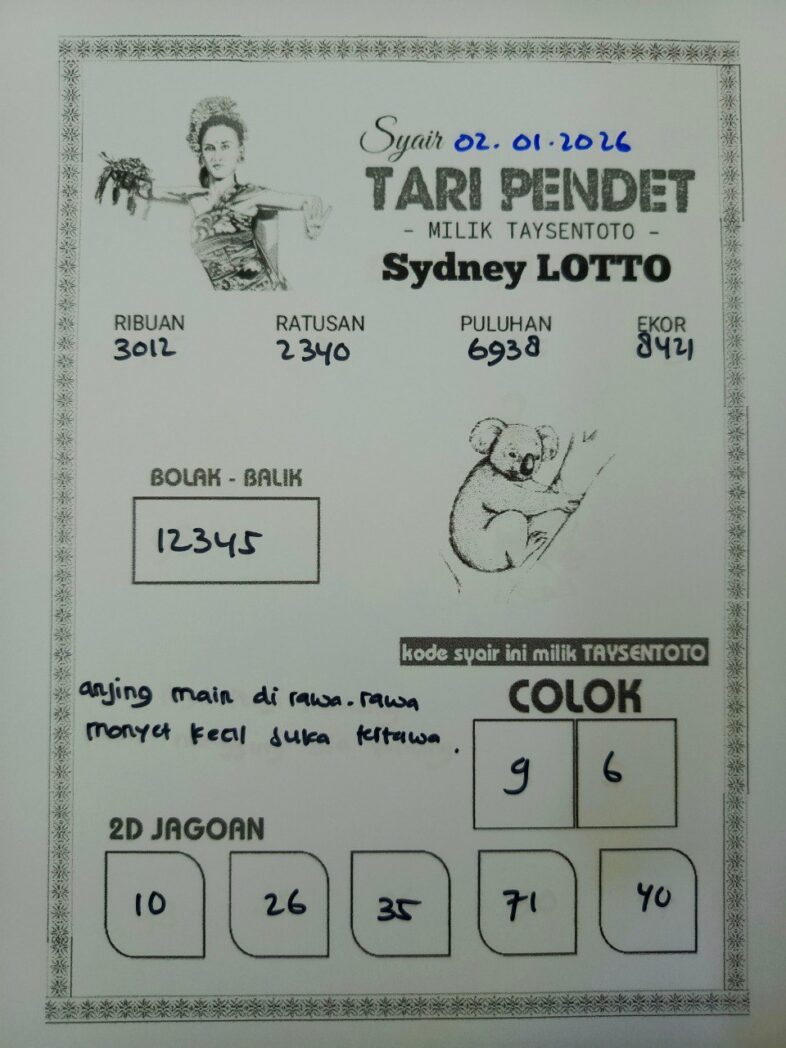 Syair 02.01.2026
TARI PENDET
- MILIK TAYSENTOTO -
Sydney LOTTO
RIBUAN RATUSAN PULUHAN EKOR
3012 2340 6938 8421
BOLAK - BALIK
12345
kode syair ini milik TAYSENTOTO
anjing main di rawa-rawa
monyet kecil suka tertawa.
COLOK
9 6
2D JAGOAN
10 26 35 71 40